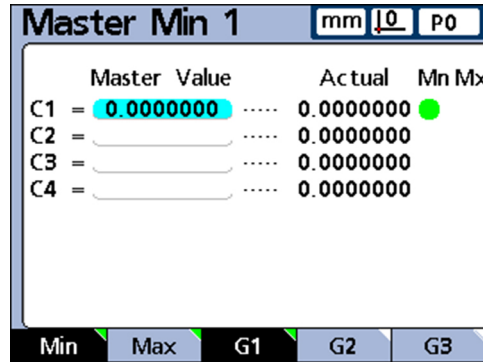 Master Min 1 mm 0 P0
Master Value Actual Mn Mx
C1 = 0.0000000 ..... 0.0000000
C2 = ..... 0.0000000
C3 = ..... 0.0000000
C4 = ..... 0.0000000
Min Max G1 G2 G3